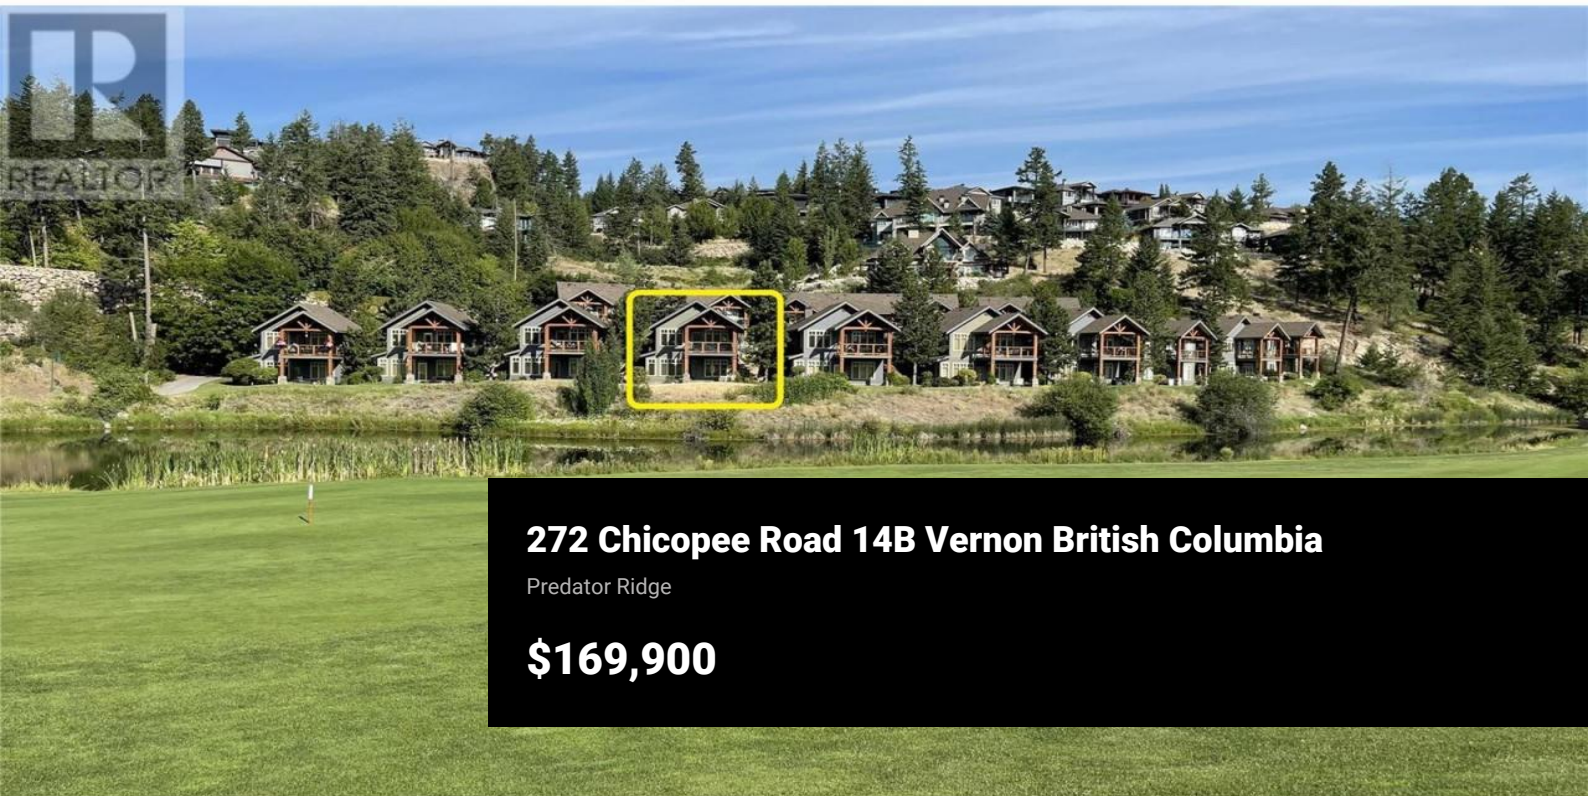 R
REALTOR
272 Chicopee Road 14B Vernon British Columbia
Predator Ridge
$169,900